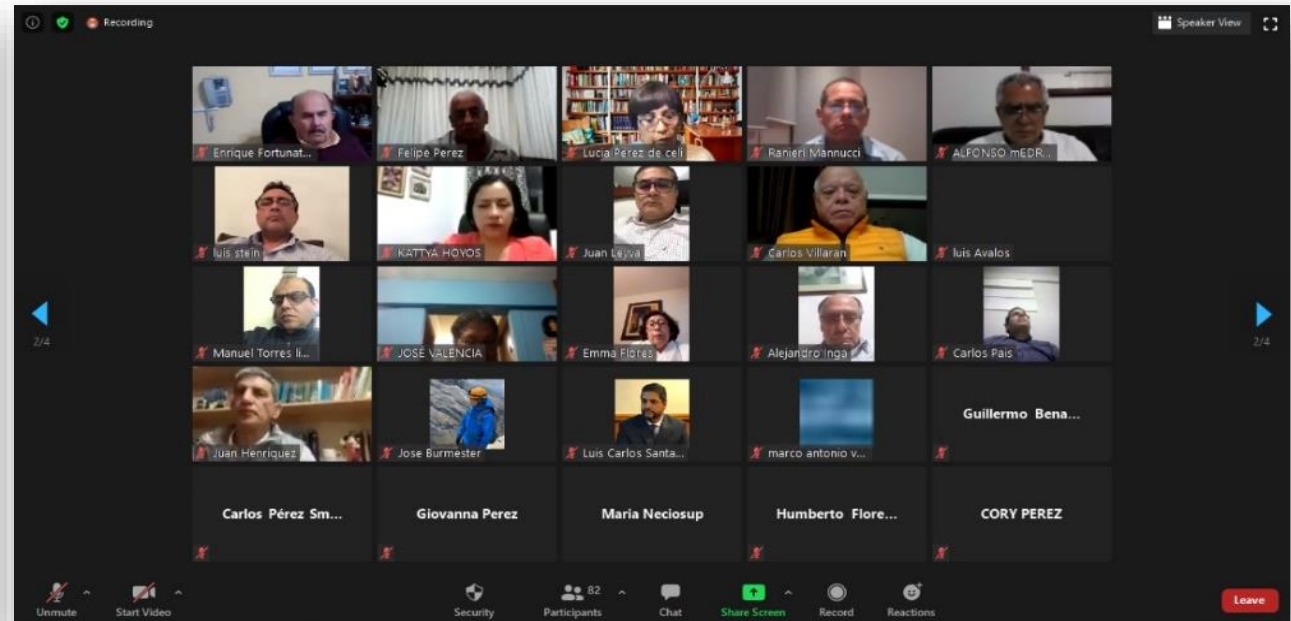 Recording
Speaker View
Enrique Fortunat...
Felipe Perez
Lucia Perez de celi
Ranieri Mannucci
ALFONSO mEDR...
luis stein
KATTYA HOYOS
Juan Leyva
Carlos Villaran
luis Avalos
Manuel Torres li...
JOSÉ VALENCIA
Emma Flores
Alejandro Inga
Carlos Pais
2/4
2/4
Juan Henriquez
Jose Burmester
Luis Carlos Santa...
marco antonio v...
Guillermo Bena...
Carlos Pérez Sm...
Giovanna Perez
Maria Neciosup
Humberto Flore...
CORY PEREZ
Unmute
Start Video
Security
82
Participants
Chat
Share Screen
Record
Reactions
Leave